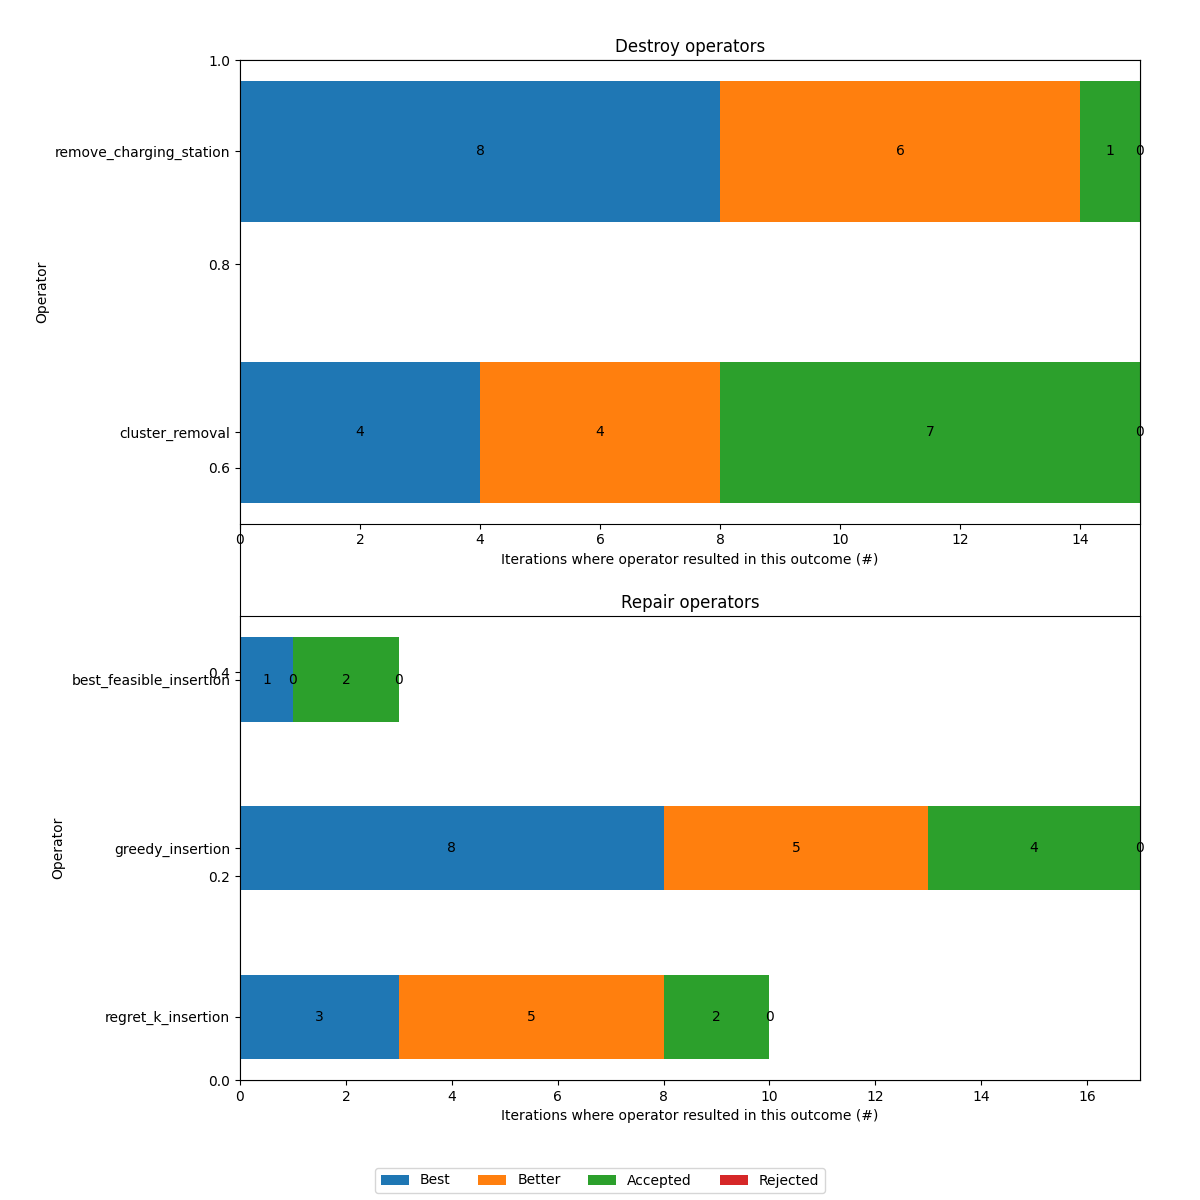 Destroy operators
1.0
remove_charging_station
8 6 1 0
Operator
0.8
cluster_removal
4 4 7 0
0.6
0 2 4 6 8 10 12 14
Iterations where operator resulted in this outcome (#)
Repair operators
0.4
best_feasible_insertion
1 0 2 0
Operator
greedy_insertion
8 5 4 0
0.2
regret_k_insertion
3 5 2 0
0.0
0 2 4 6 8 10 12 14 16
Iterations where operator resulted in this outcome (#)
Best Better Accepted Rejected